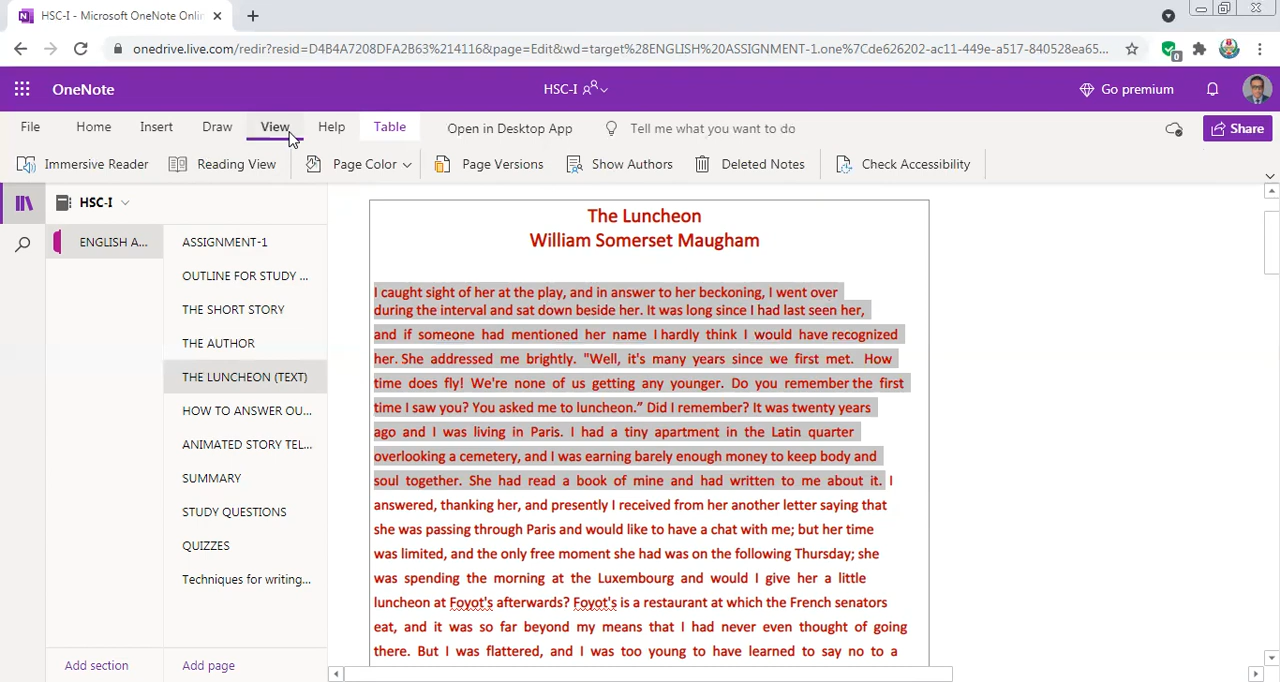 HSC-I - Microsoft OneNote Onlin
onedrive.live.com/redir?resid=D4B4A7208DFA2B63%214116&page=Edit&wd=target%28ENGLISH%20ASSIGNMENT-1.one%7Cde626202-ac11-449e-a517-840528ea65...
0
OneNote
HSC-I
Go premium
File
Home
Insert
Draw
View
Help
Table
Open in Desktop App
Tell me what you want to do
Share
Immersive Reader
Reading View
Page Color
Page Versions
Show Authors
Deleted Notes
Check Accessibility
HSC-I
ENGLISH A...
ASSIGNMENT-1
OUTLINE FOR STUDY ...
THE SHORT STORY
THE AUTHOR
THE LUNCHEON (TEXT)
HOW TO ANSWER OU...
ANIMATED STORY TEL...
SUMMARY
STUDY QUESTIONS
QUIZZES
Techniques for writing...
Add section
Add page
The Luncheon
William Somerset Maugham
I caught sight of her at the play, and in answer to her beckoning, I went over
during the interval and sat down beside her. It was long since I had last seen her,
and if someone had mentioned her name I hardly think I would have recognized
her. She addressed me brightly. "Well, it's many years since we first met. How
time does fly! We're none of us getting any younger. Do you remember the first
time I saw you? You asked me to luncheon.” Did I remember? It was twenty years
ago and I was living in Paris. I had a tiny apartment in the Latin quarter
overlooking a cemetery, and I was earning barely enough money to keep body and
soul together. She had read a book of mine and had written to me about it. I
answered, thanking her, and presently I received from her another letter saying that
she was passing through Paris and would like to have a chat with me; but her time
was limited, and the only free moment she had was on the following Thursday; she
was spending the morning at the Luxembourg and would I give her a little
luncheon at Foyot's afterwards? Foyot's is a restaurant at which the French senators
eat, and it was so far beyond my means that I had never even thought of going
there. But I was flattered, and I was too young to have learned to say no to a